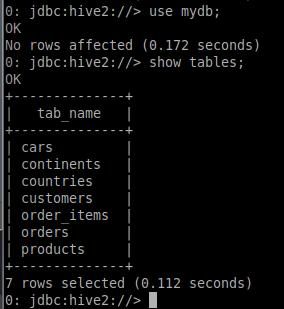 0: jdbc:hive2://> use mydb;
OK
No rows affected (0.172 seconds)
0: jdbc:hive2://> show tables;
OK
+--------------+
|   tab_name   |
+--------------+
| cars         |
| continents   |
| countries    |
| customers    |
| order_items  |
| orders       |
| products     |
+--------------+
7 rows selected (0.112 seconds)
0: jdbc:hive2://>